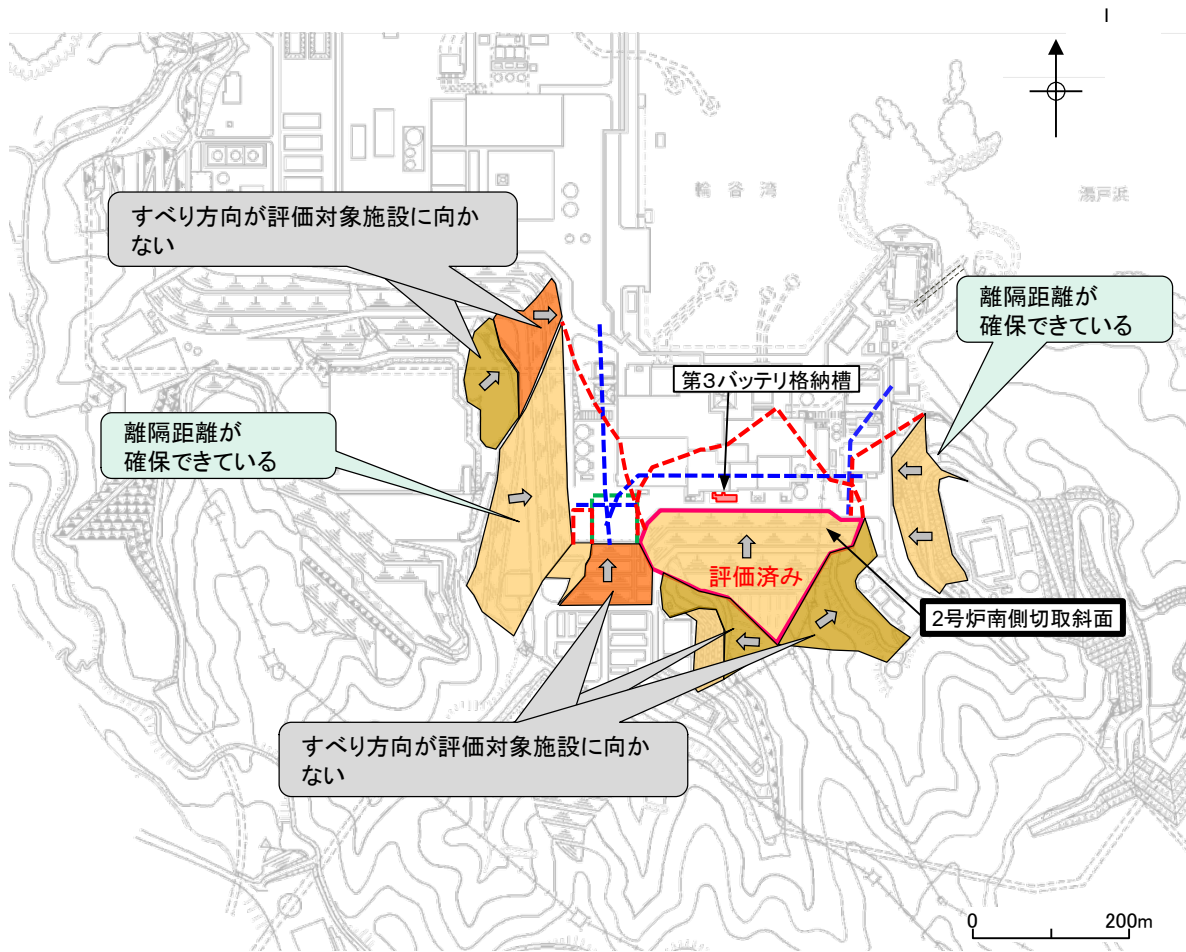 輪谷湾
湯戸浜
すべり方向が評価対象施設に向か
ない
離隔距離が
確保できている
第3バッテリ格納槽
離隔距離が
確保できている
評価済み
2号炉南側切取斜面
すべり方向が評価対象施設に向か
ない
0 200m